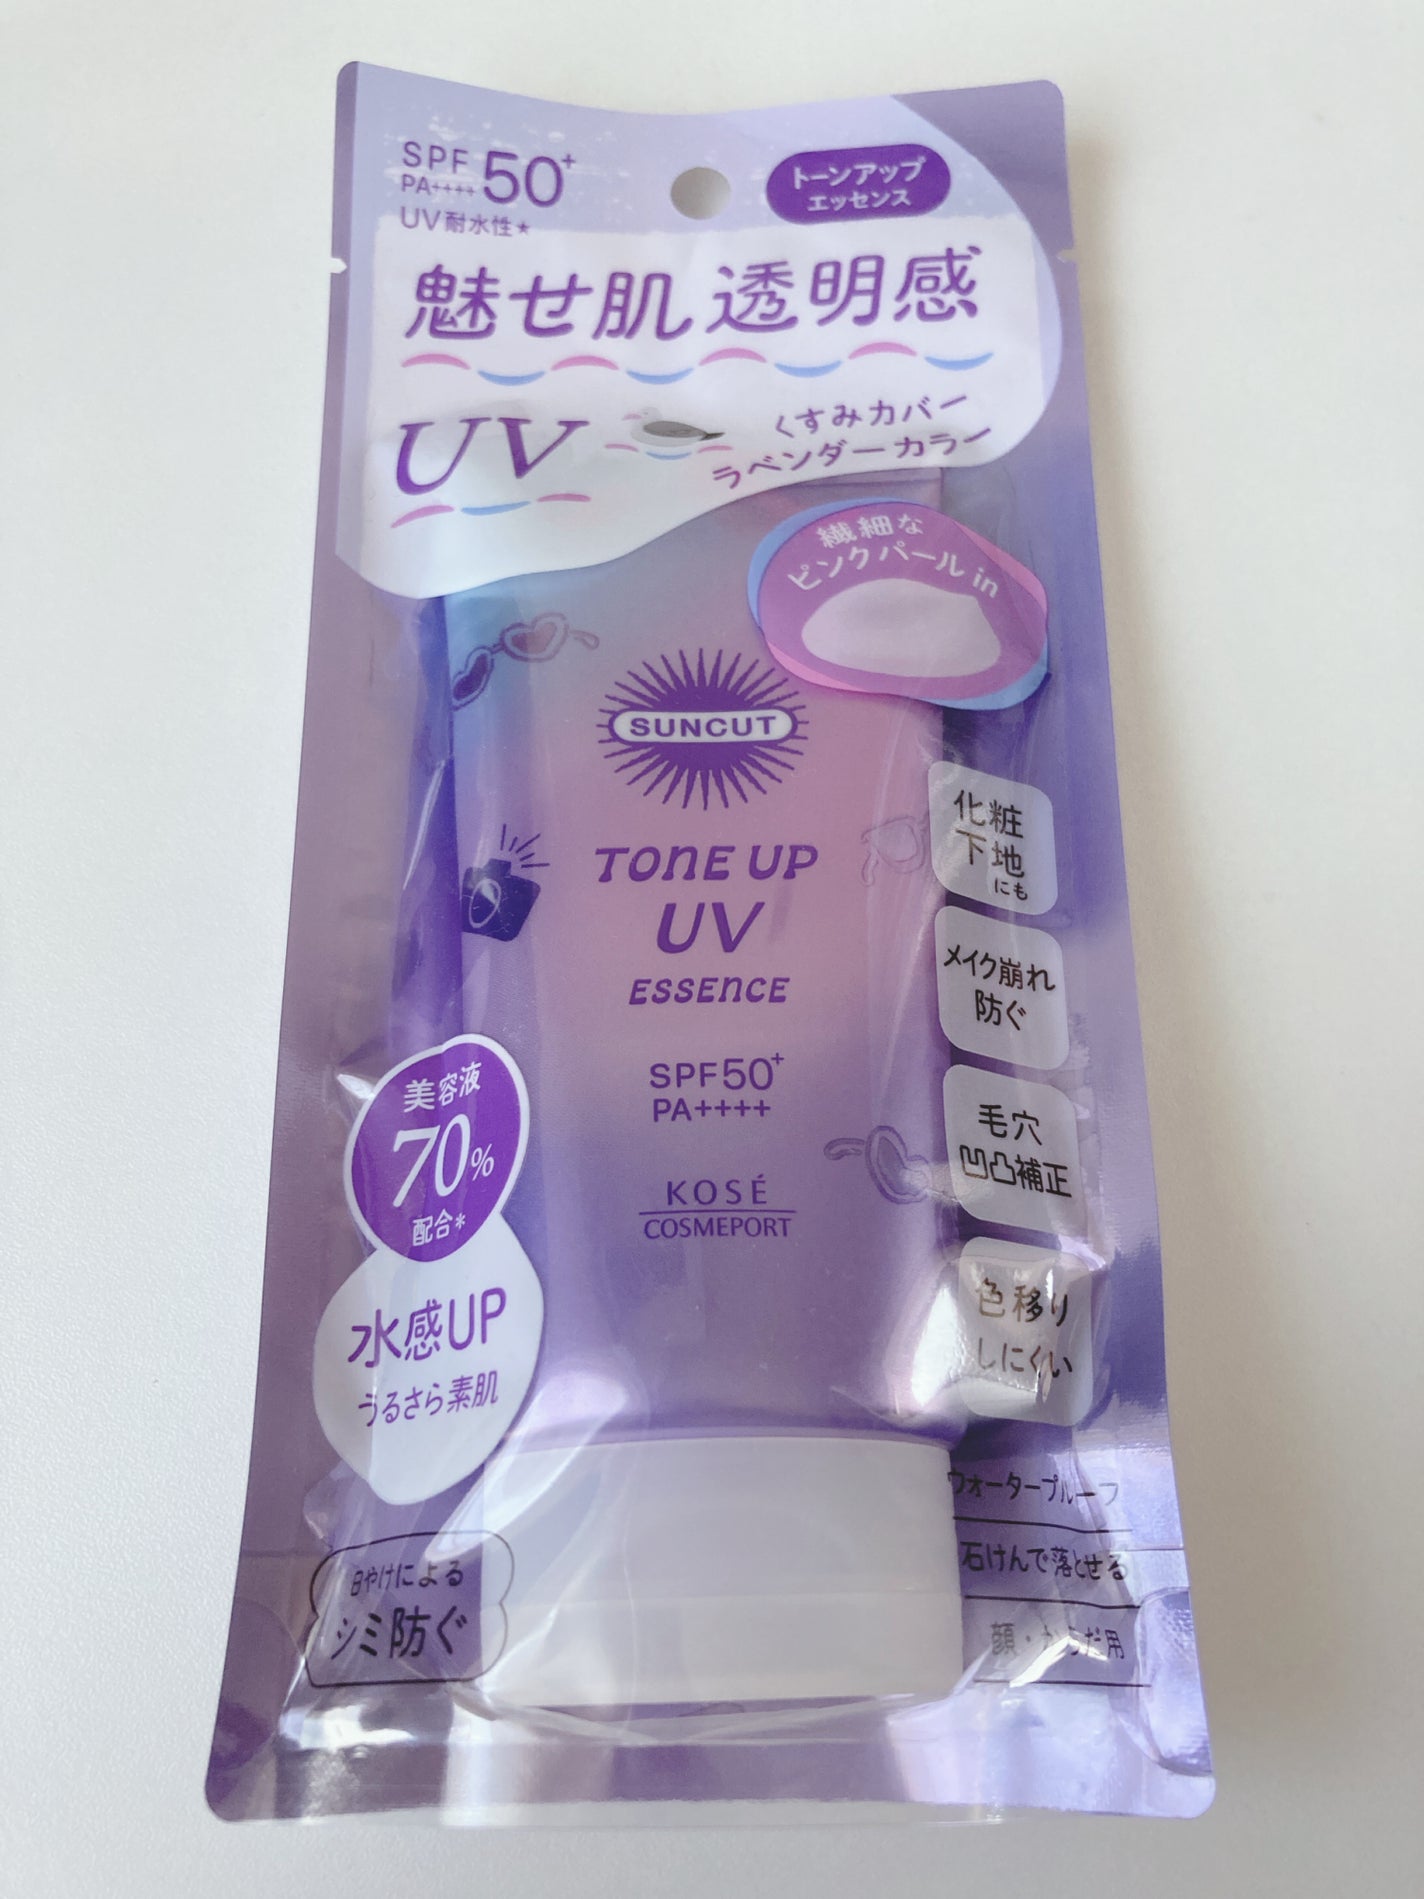 SPF 50+
PA++++
UV耐水性★
トーンアップ
エッセンス
魅せ肌 透明感
UV
くすみカバー
ラベンダーカラー
繊細な
ピンクパール in
SUNCUT
TONE UP
UV
ESSENCE
SPF50+
PA++++
KOSÉ
COSMEPORT
化粧
下地
にも
メイク崩れ
防ぐ
毛穴
凹凸補正
色移り
しにくい
美容液
70%
配合*
水感UP
うるさら素肌
日やけによる
シミ防ぐ
ウォータープルーフ
石けんで落とせる
顔・からだ用